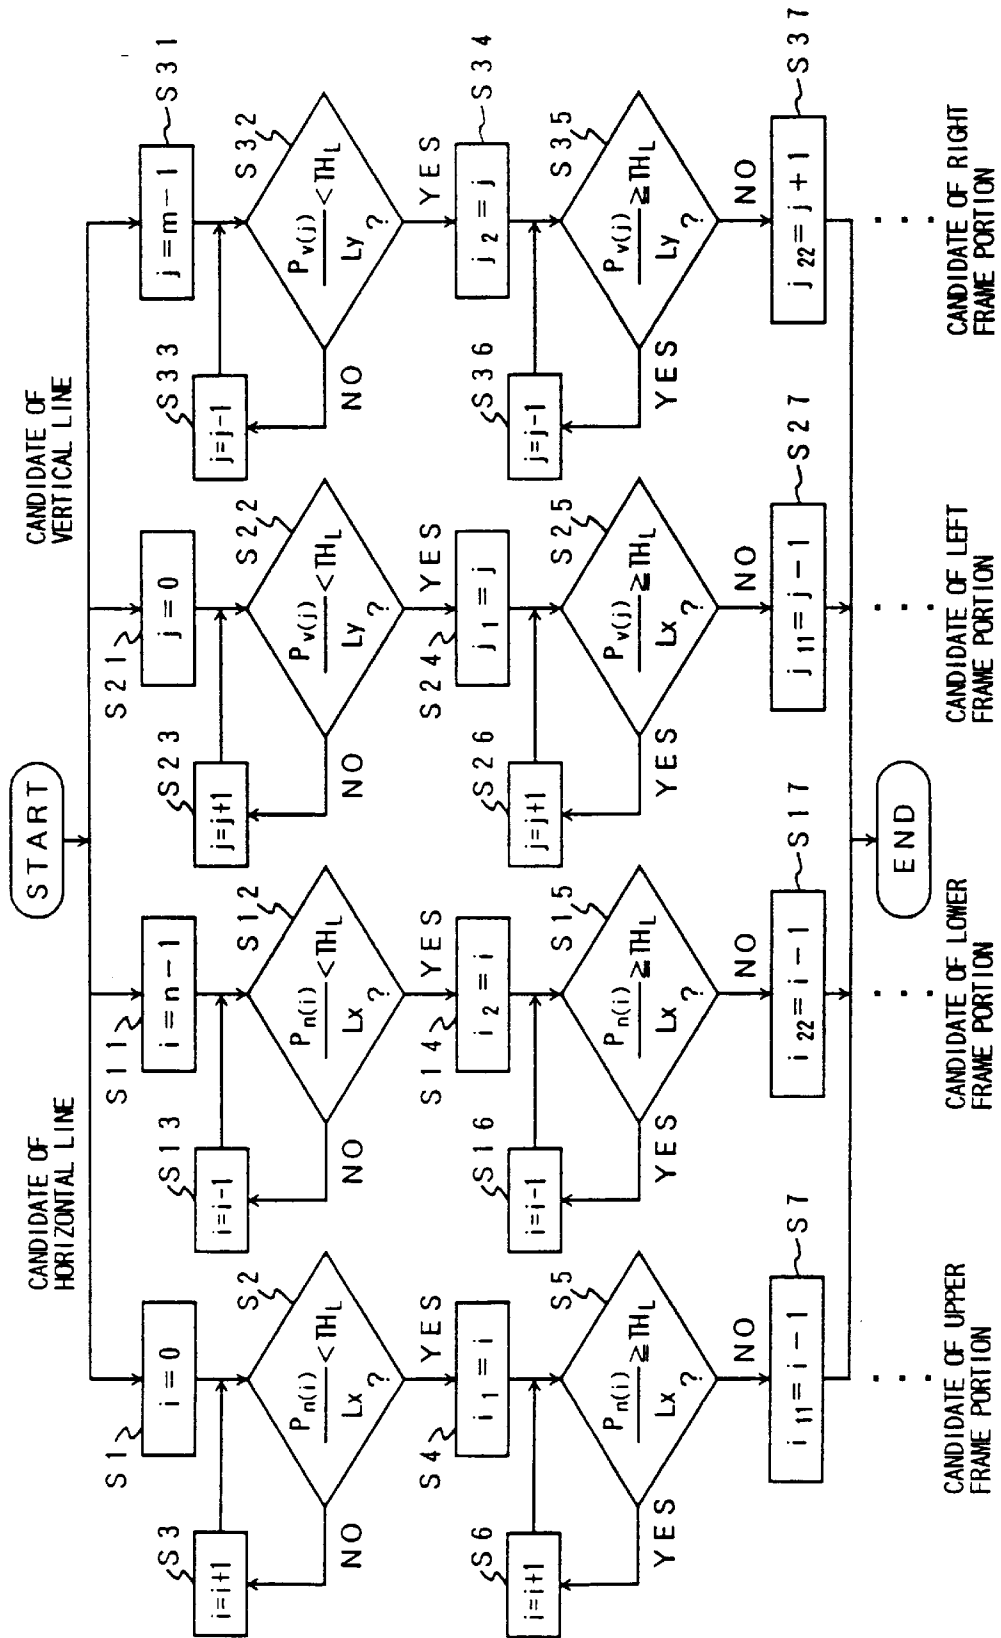 START
CANDIDATE OF
HORIZONTAL LINE
CANDIDATE OF
VERTICAL LINE
S1
i = 0
S3
i=i+1
S2
Pn(i)
Lx
<THL
?
NO
YES
S4
i1 = i
S6
i=i+1
S5
Pn(i)
Lx
≧THL
?
YES
NO
S7
i11 = i - 1
CANDIDATE OF UPPER
FRAME PORTION
S11
i = n - 1
S13
i=i-1
S12
Pn(i)
Lx
<THL
?
NO
YES
S14
i2 = i
S16
i=i-1
S15
Pn(i)
Lx
≧THL
?
YES
NO
S17
i22 = i - 1
CANDIDATE OF LOWER
FRAME PORTION
S21
j = 0
S23
j=j+1
S22
Pv(j)
Ly
<THL
?
NO
YES
S24
j1 = j
S26
j=j+1
S25
Pv(j)
Lx
≧THL
?
YES
NO
S27
j11 = j - 1
CANDIDATE OF LEFT
FRAME PORTION
S31
j = m - 1
S33
j=j-1
S32
Pv(j)
Ly
<THL
?
NO
YES
S34
j2 = j
S36
j=j-1
S35
Pv(j)
Ly
≧THL
?
YES
NO
S37
j22 = j + 1
CANDIDATE OF RIGHT
FRAME PORTION
END